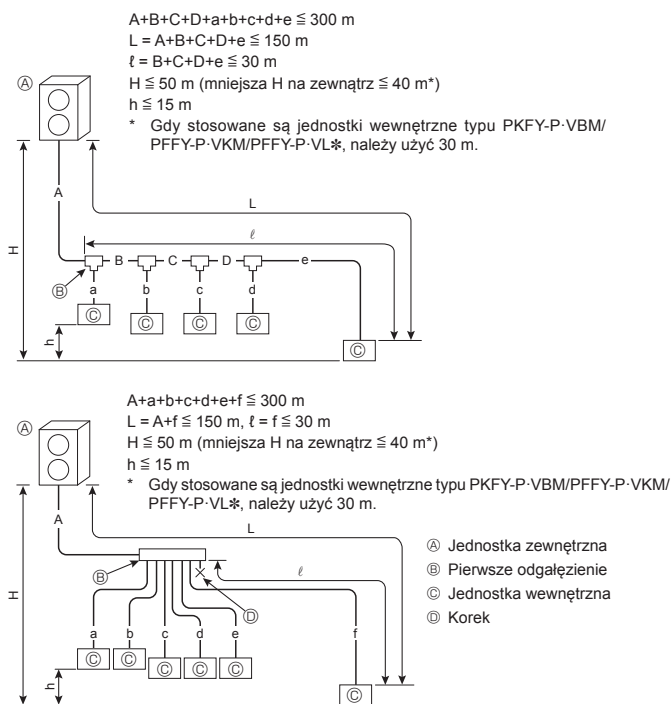 A+B+C+D+a+b+c+d+e ≦ 300 m
L = A+B+C+D+e ≦ 150 m
ℓ = B+C+D+e ≦ 30 m
H ≦ 50 m (mniejsza H na zewnątrz ≦ 40 m*)
h ≦ 15 m
* Gdy stosowane są jednostki wewnętrzne typu PKFY-P·VBM/
PFFY-P·VKM/PFFY-P·VL✻, należy użyć 30 m.
Ⓐ
A
L
H
ℓ
B C D e
Ⓑ
a b c d
Ⓒ Ⓒ Ⓒ Ⓒ
h
Ⓒ
A+a+b+c+d+e+f ≦ 300 m
L = A+f ≦ 150 m, ℓ = f ≦ 30 m
H ≦ 50 m (mniejsza H na zewnątrz ≦ 40 m*)
h ≦ 15 m
* Gdy stosowane są jednostki wewnętrzne typu PKFY-P·VBM/PFFY-P·VKM/
PFFY-P·VL✻, należy użyć 30 m.
Ⓐ
A
L
H
Ⓑ
ℓ
Ⓓ
a b c d e f
Ⓒ Ⓒ Ⓒ Ⓒ Ⓒ
h
Ⓒ
Ⓐ Jednostka zewnętrzna
Ⓑ Pierwsze odgałęzienie
Ⓒ Jednostka wewnętrzna
Ⓓ Korek